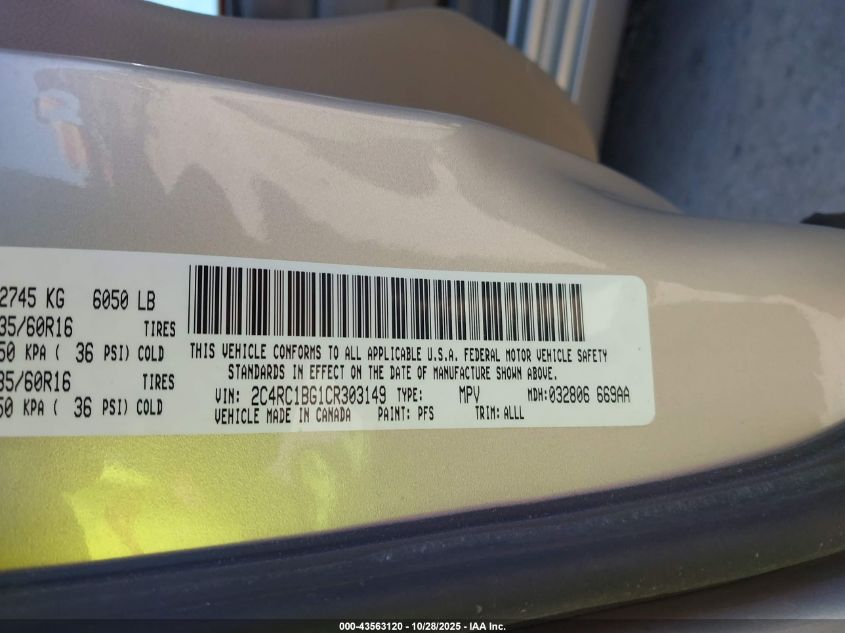 2745 KG 6050 LB
35/60R16 TIRES
50 KPA ( 36 PSI) COLD
35/60R16 TIRES
50 KPA ( 36 PSI) COLD
THIS VEHICLE CONFORMS TO ALL APPLICABLE U.S.A. FEDERAL MOTOR VEHICLE SAFETY
STANDARDS IN EFFECT ON THE DATE OF MANUFACTURE SHOWN ABOVE.
VIN: 2C4RC1BG1CR303149 TYPE: MPV MDH: 032806 669AA
VEHICLE MADE IN CANADA PAINT: PFS TRIM: ALLL
000-43563120 - 10/28/2025 - IAA Inc.